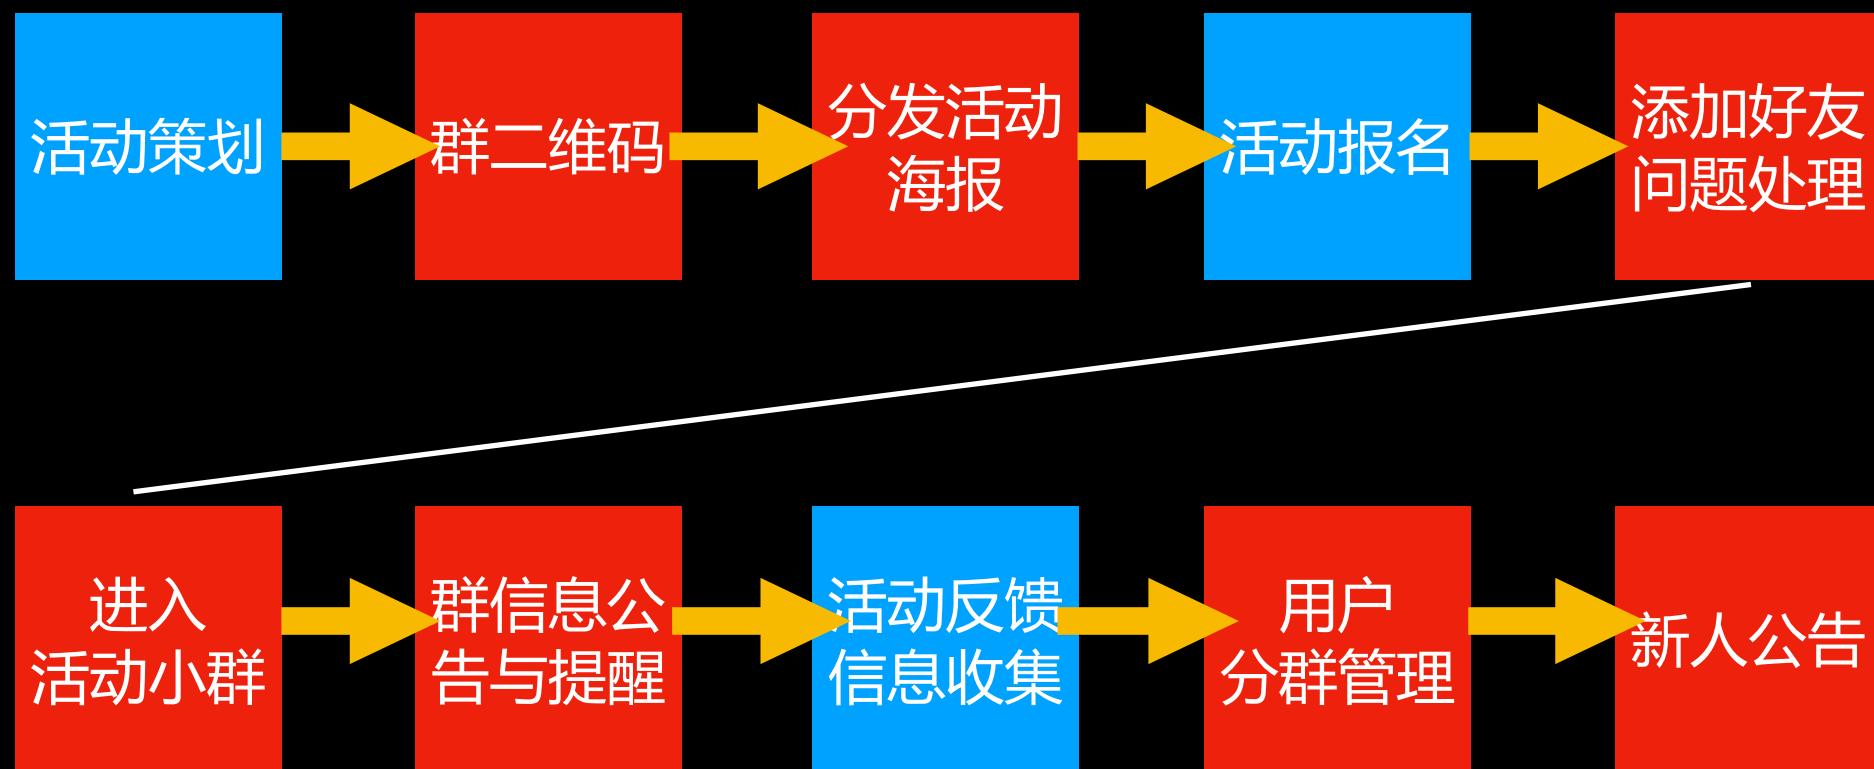 活动策划
群二维码
分发活动
海报
活动报名
添加好友
问题处理
进入
活动小群
群信息公
告与提醒
活动反馈
信息收集
用户
分群管理
新人公告